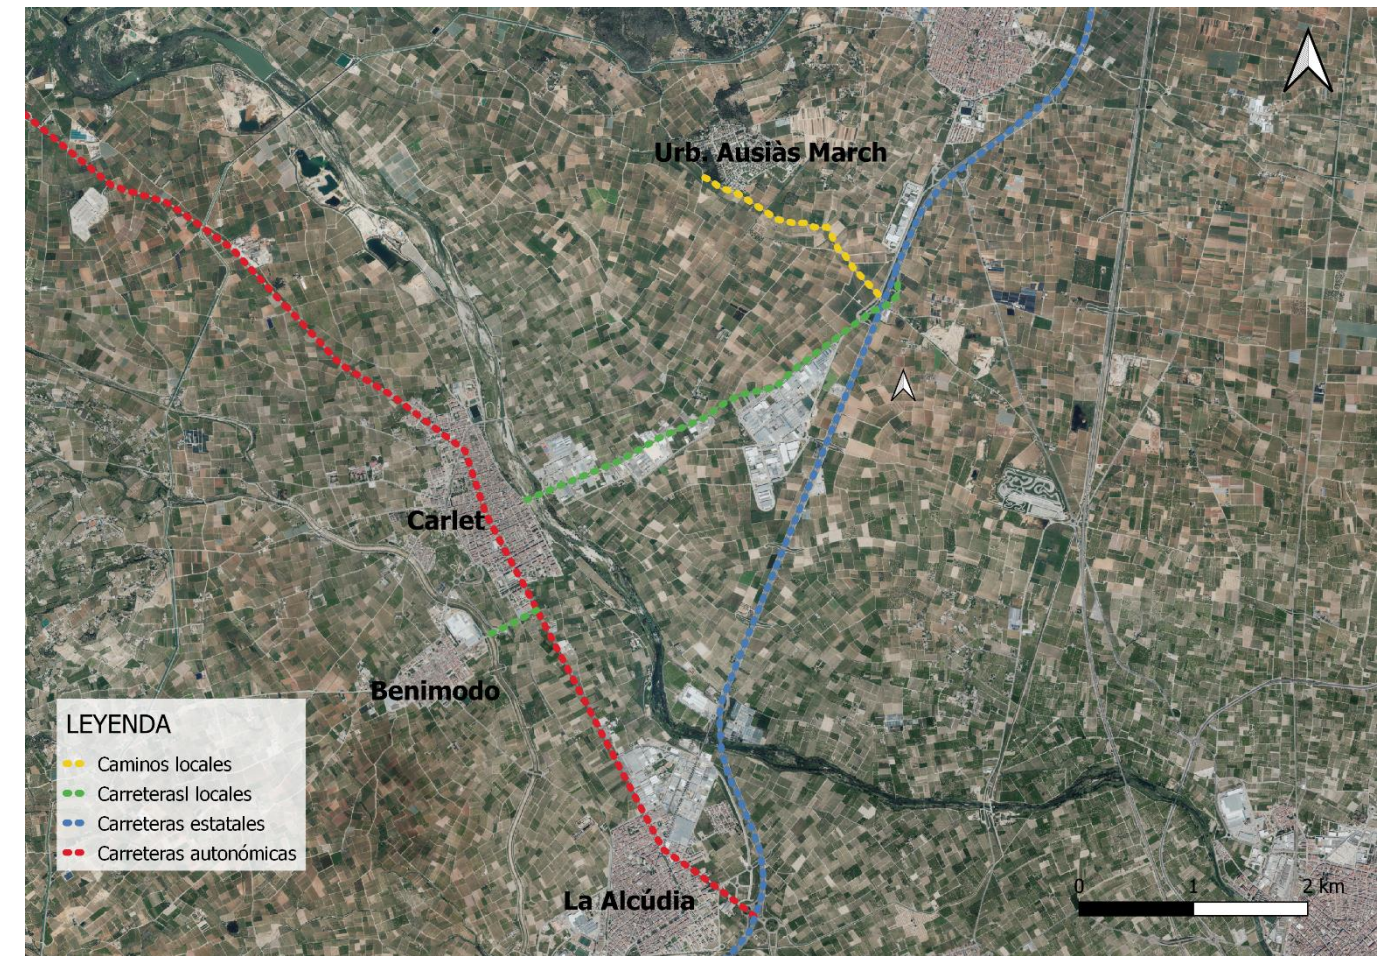 Urb. Ausiàs March
Carlet
Benimodo
La Alcúdia
LEYENDA
Caminos locales
Carreterasl locales
Carreteras estatales
Carreteras autonómicas
0 1 2 km